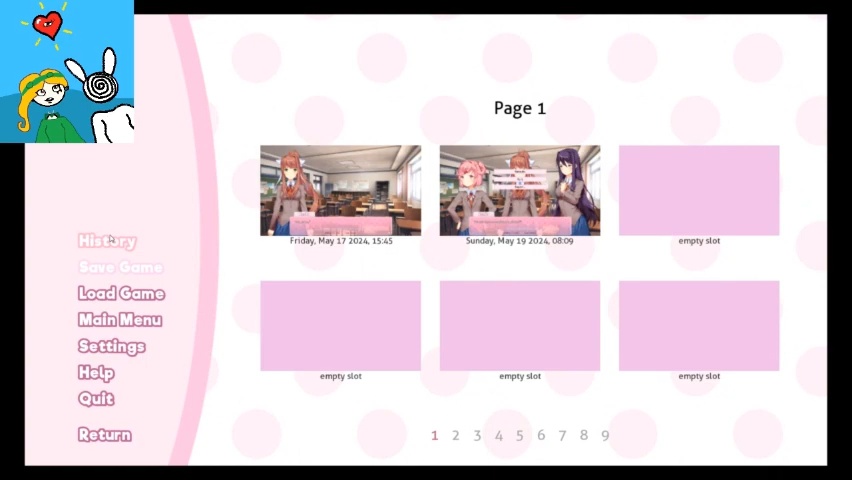 Page 1
Friday, May 17 2024, 15:45
Sunday, May 19 2024, 08:09
empty slot
empty slot
empty slot
empty slot
History
Save Game
Load Game
Main Menu
Settings
Help
Quit
Return
1 2 3 4 5 6 7 8 9